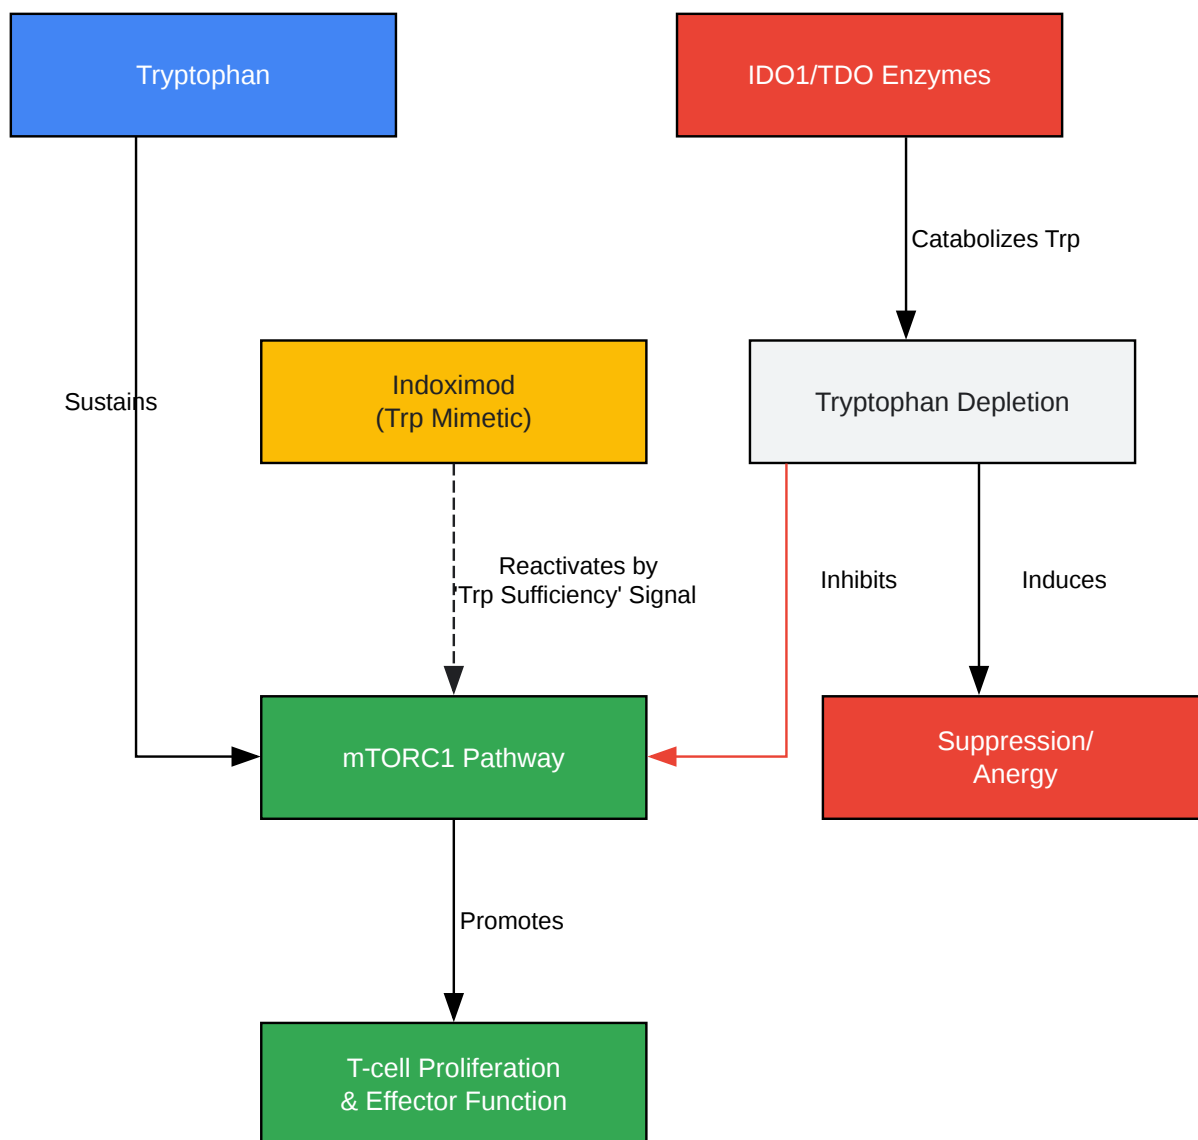 Tryptophan
IDO1/TDO Enzymes
Catabolizes Trp
Sustains
Indoximod
(Trp Mimetic)
Tryptophan Depletion
Reactivates by
'Trp Sufficiency' Signal
Inhibits
Induces
mTORC1 Pathway
Suppression/
Anergy
Promotes
T-cell Proliferation
& Effector Function